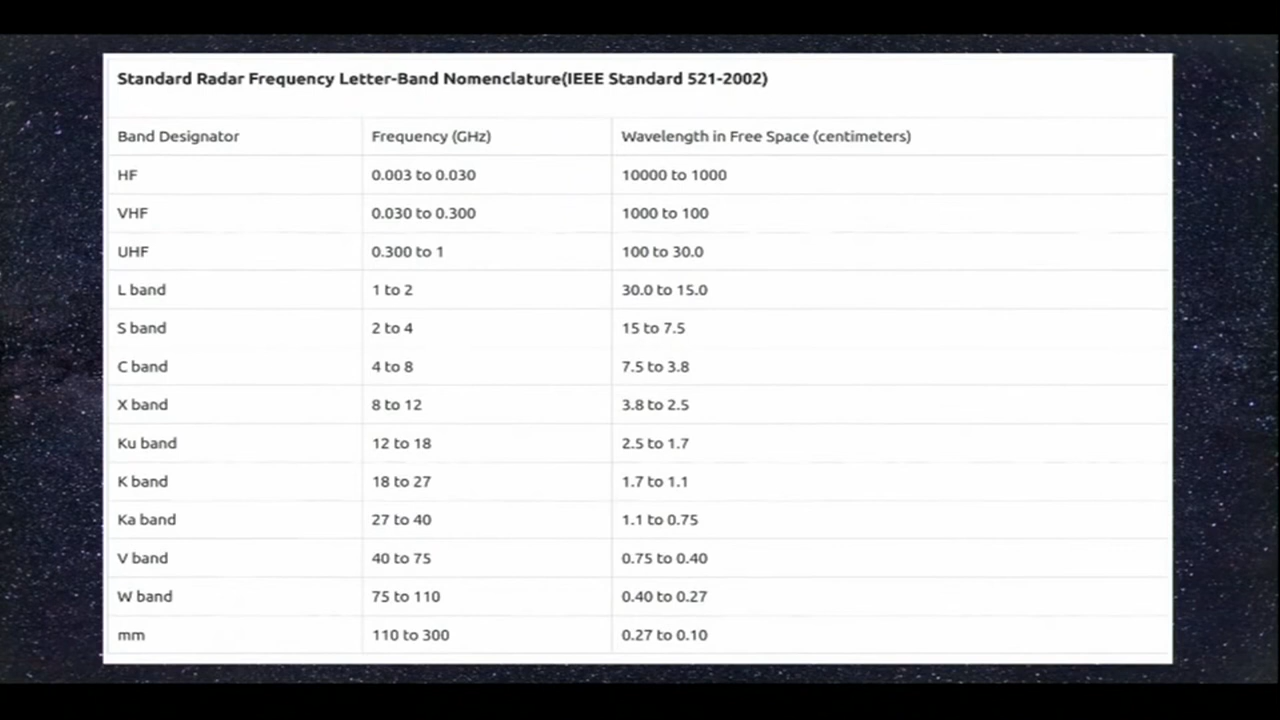 Standard Radar Frequency Letter-Band Nomenclature(IEEE Standard 521-2002)
Band Designator Frequency (GHz) Wavelength in Free Space (centimeters)
HF 0.003 to 0.030 10000 to 1000
VHF 0.030 to 0.300 1000 to 100
UHF 0.300 to 1 100 to 30.0
L band 1 to 2 30.0 to 15.0
S band 2 to 4 15 to 7.5
C band 4 to 8 7.5 to 3.8
X band 8 to 12 3.8 to 2.5
Ku band 12 to 18 2.5 to 1.7
K band 18 to 27 1.7 to 1.1
Ka band 27 to 40 1.1 to 0.75
V band 40 to 75 0.75 to 0.40
W band 75 to 110 0.40 to 0.27
mm 110 to 300 0.27 to 0.10